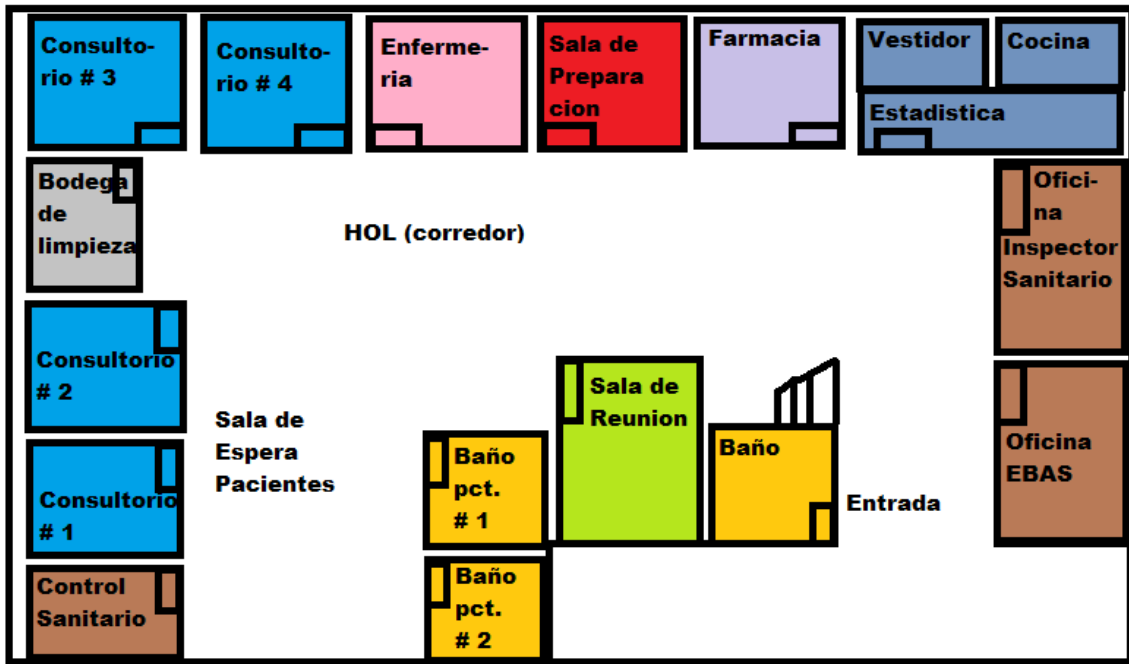 Consulto-
rio # 3
Consulto-
rio # 4
Enferme-
ria
Sala de
Prepara
cion
Farmacia
Vestidor
Cocina
Estadistica
Bodega
de
limpieza
HOL (corredor)
Ofici-
na
Inspector
Sanitario
Consultorio
# 2
Sala de
Espera
Pacientes
Sala de
Reunion
Baño
pct.
# 1
Baño
Entrada
Oficina
EBAS
Consultorio
# 1
Control
Sanitario
Baño
pct.
# 2